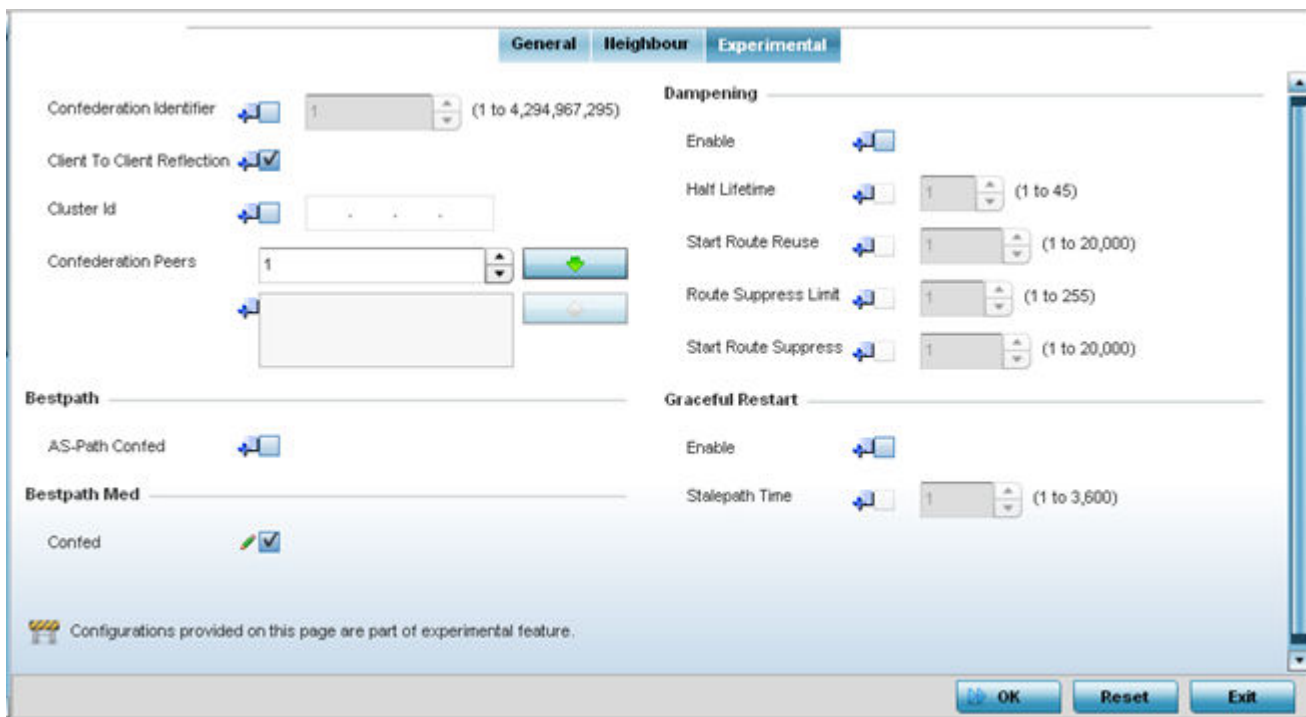 General Neighbour Experimental
Confederation Identifier 1 (1 to 4,294,967,295)
Client To Client Reflection
Cluster Id . . .
Confederation Peers 1
Bestpath
AS-Path Confed
Bestpath Med
Confed
Dampening
Enable
Half Lifetime 1 (1 to 45)
Start Route Reuse 1 (1 to 20,000)
Route Suppress Limit 1 (1 to 255)
Start Route Suppress 1 (1 to 20,000)
Graceful Restart
Enable
Stalepath Time 1 (1 to 3,600)
Configurations provided on this page are part of experimental feature.
OK Reset Exit